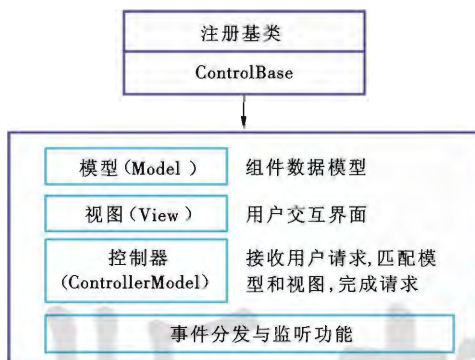 注册基类
ControlBase
模型(Model)
组件数据模型
视图(View)
用户交互界面
控制器
(ControllerModel)
接收用户请求,匹配模
型和视图,完成请求
事件分发与监听功能